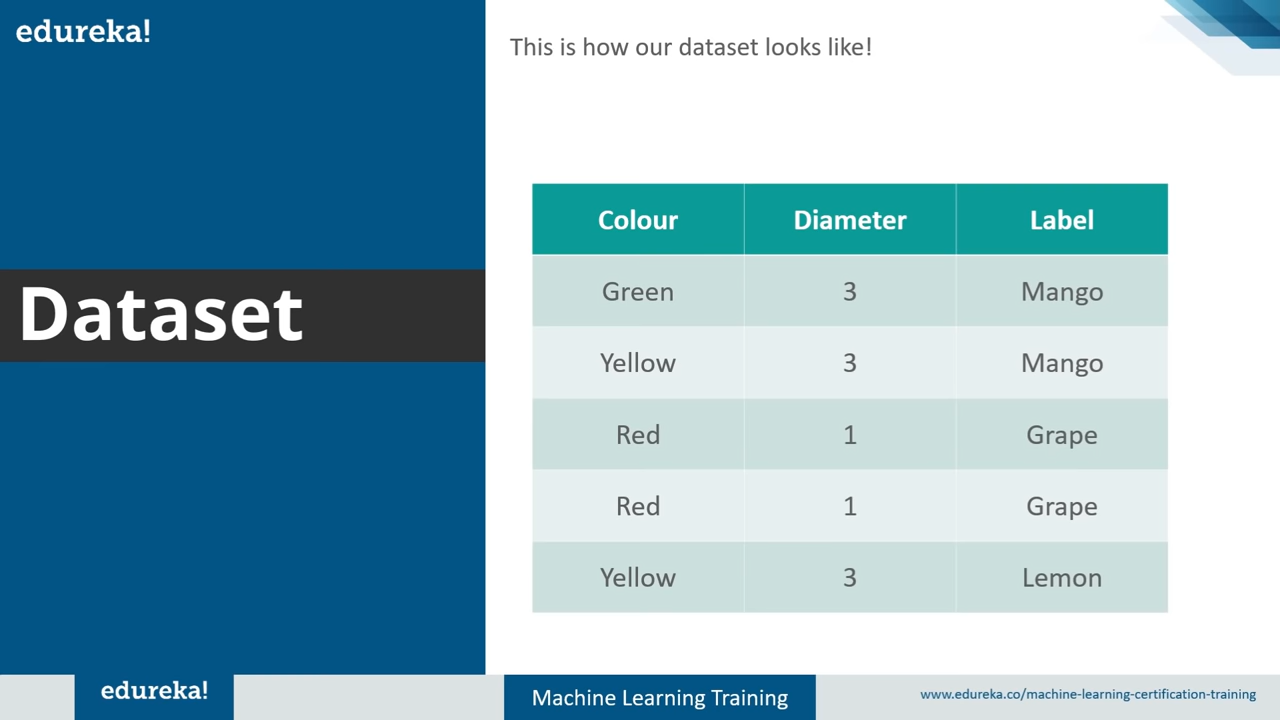 edureka!
This is how our dataset looks like!
Dataset
Colour Diameter Label
Green 3 Mango
Yellow 3 Mango
Red 1 Grape
Red 1 Grape
Yellow 3 Lemon
edureka!
Machine Learning Training
www.edureka.co/machine-learning-certification-training